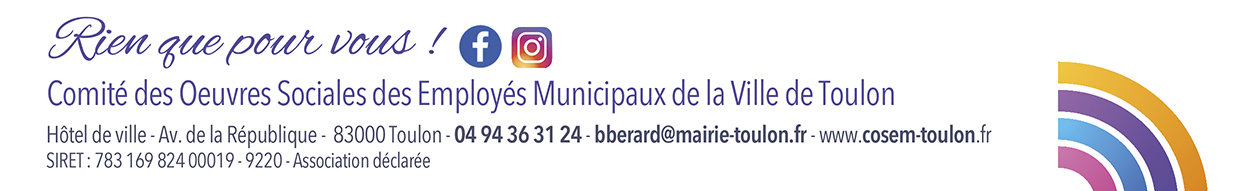 Rien que pour vous !
Comité des Oeuvres Sociales des Employés Municipaux de la Ville de Toulon
Hôtel de ville - Av. de la République - 83000 Toulon - 04 94 36 31 24 - bberard@mairie-toulon.fr - www.cosem-toulon.fr
SIRET : 783 169 824 00019 - 9220 - Association déclarée